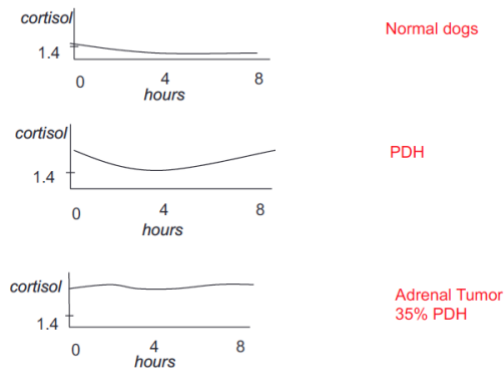 cortisol
Normal dogs
1.4
0 4 8
hours
cortisol
PDH
1.4
0 4 8
hours
cortisol
Adrenal Tumor
35% PDH
1.4
0 4 8
hours